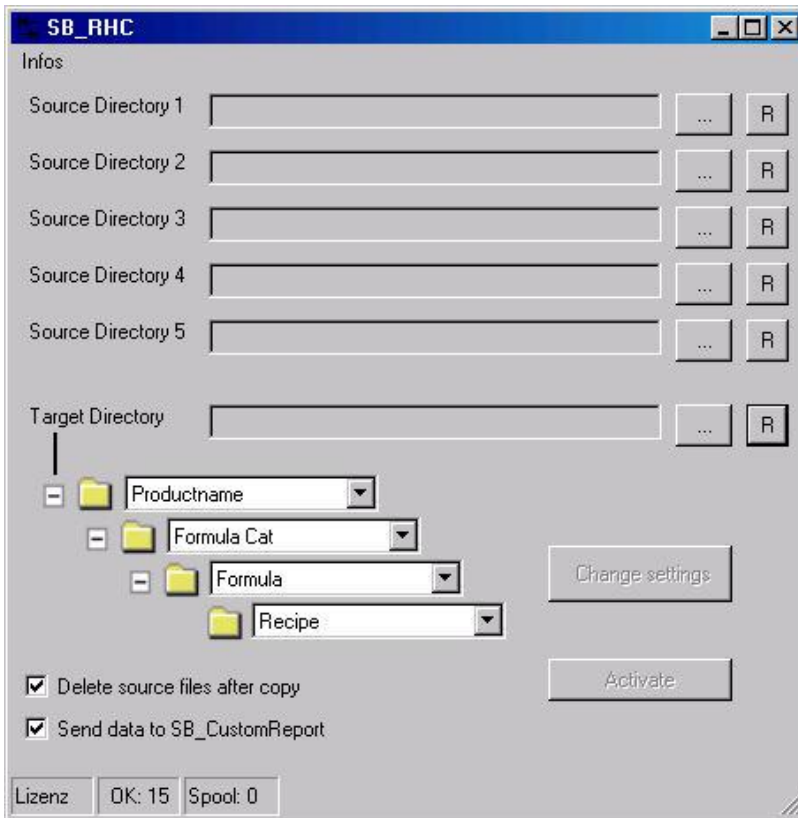 SB_RHC
Infos
Source Directory 1 ... R
Source Directory 2 ... R
Source Directory 3 ... R
Source Directory 4 ... R
Source Directory 5 ... R
Target Directory ... R
Productname
Formula Cat
Formula
Change settings
Recipe
Delete source files after copy
Activate
Send data to SB_CustomReport
Lizenz OK: 15 Spool: 0